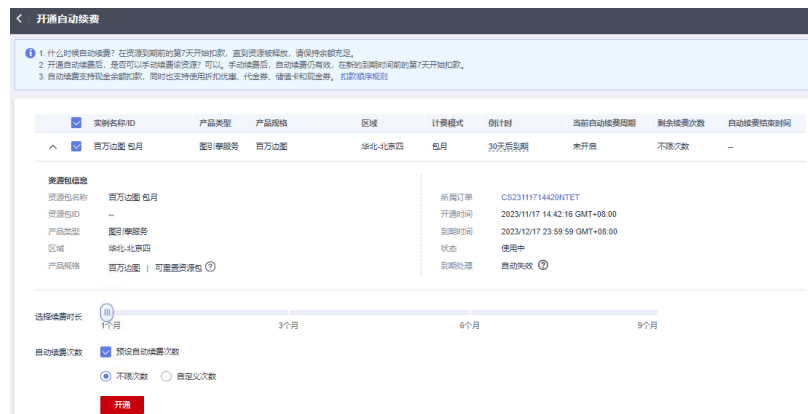 < 开通自动续费
1. 什么时候自动续费? 在资源到期前的第7天开始扣款, 直到资源被释放, 请保持余额充足。
2. 开通自动续费后, 是否可以手动续费该资源? 可以。手动续费后, 自动续费仍有效, 在新的到期时间前的第7天开始扣款。
3. 自动续费支持现金余额扣款, 同时也支持使用折扣优惠、代金券、储值卡和现金券。 扣款顺序规则
实例名称/ID 产品类型 产品规格 区域 计费模式 倒计时 当前自动续费周期 剩余续费次数 自动续费结束时间
百万边图 包月 图引擎服务 百万边图 华北-北京四 包月 30天后到期 未开启 不限次数 --
资源包信息
资源包名称 百万边图 包月 所属订单 CS23111714420NTET
资源包ID -- 开通时间 2023/11/17 14:42:16 GMT+08:00
产品类型 图引擎服务 到期时间 2023/12/17 23:59:59 GMT+08:00
区域 华北-北京四 状态 使用中
产品规格 百万边图 | 可重置资源包 ? 到期处理 自动失效 ?
选择续费时长 1个月 3个月 6个月 9个月
自动续费次数 预设自动续费次数
不限次数 自定义次数
开通